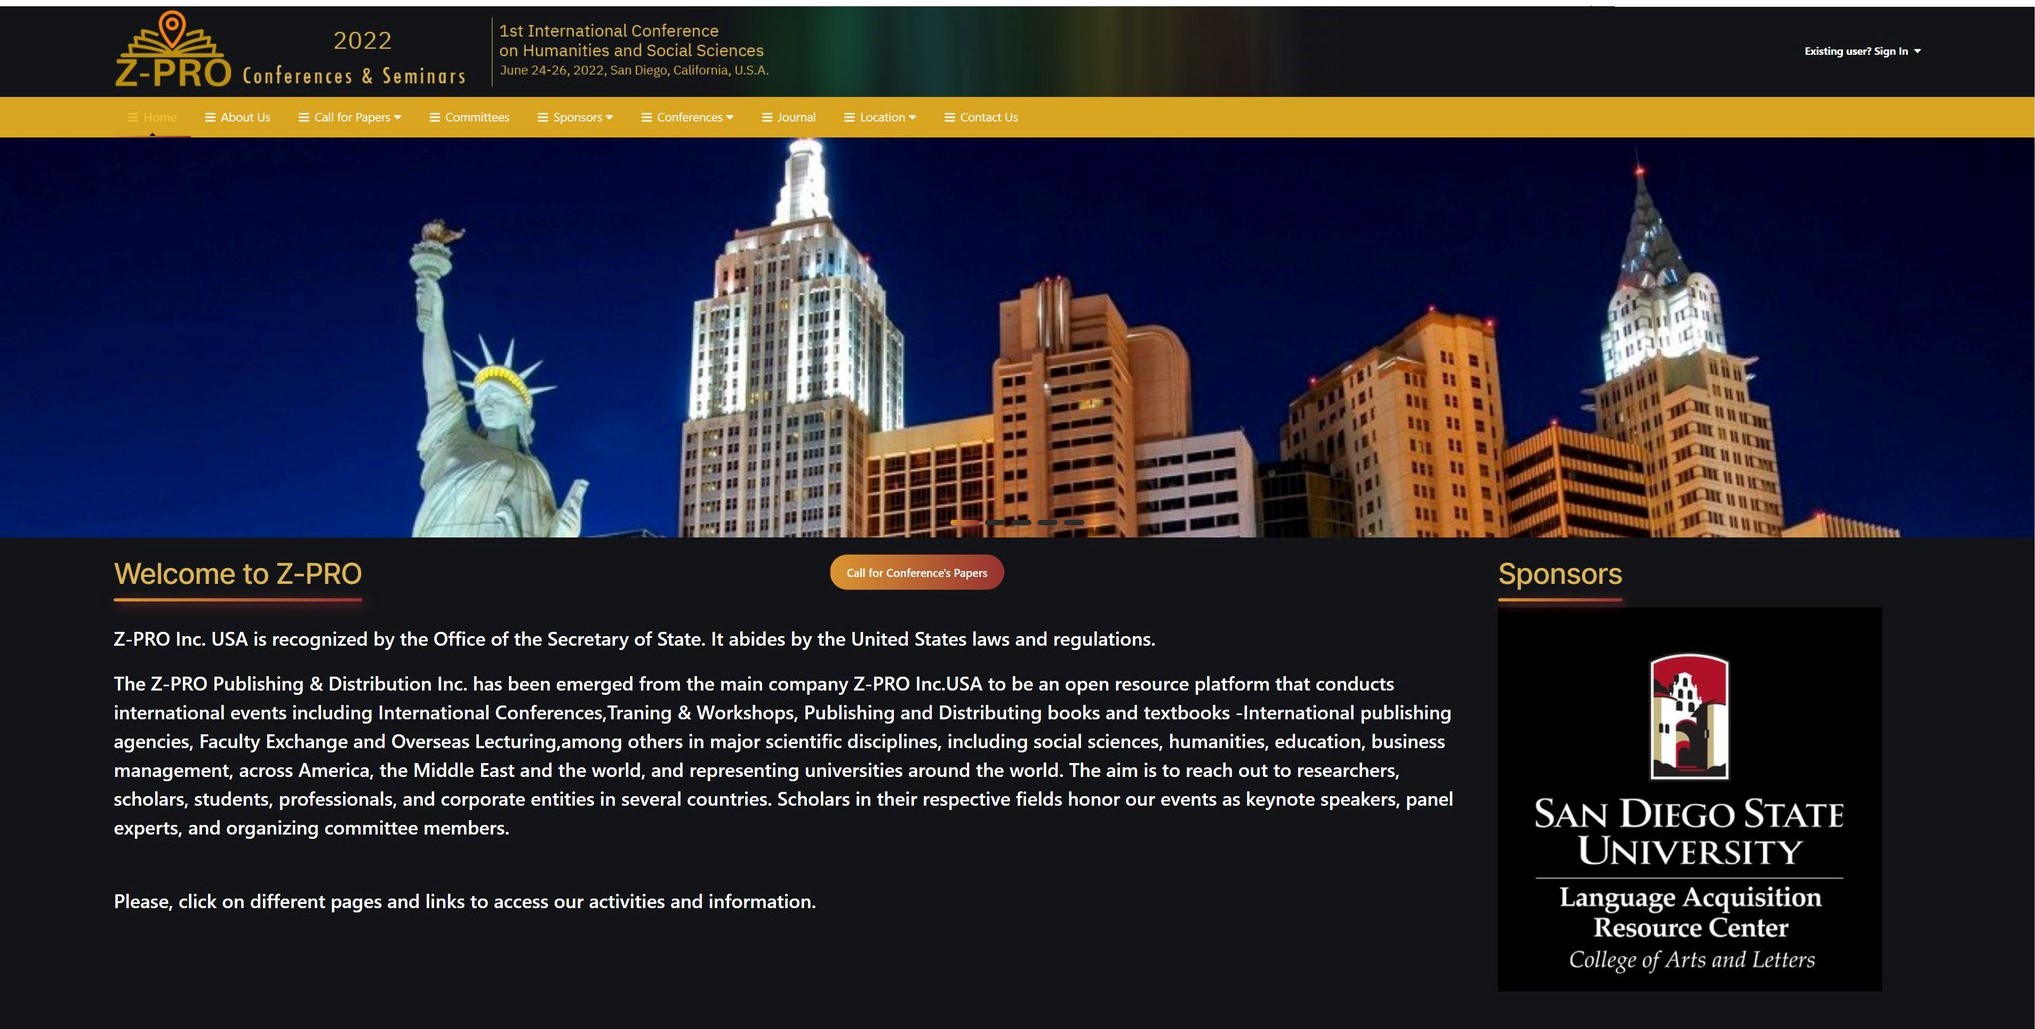 Z-PRO
2022
Conferences & Seminars
1st International Conference
on Humanities and Social Sciences
June 24-26, 2022, San Diego, California, U.S.A.
Existing user? Sign In
Home
About Us
Call for Papers
Committees
Sponsors
Conferences
Journal
Location
Contact Us
Welcome to Z-PRO
Call for Conference's Papers
Z-PRO Inc. USA is recognized by the Office of the Secretary of State. It abides by the United States laws and regulations.
The Z-PRO Publishing & Distribution Inc. has been emerged from the main company Z-PRO Inc.USA to be an open resource platform that conducts
international events including International Conferences,Traning & Workshops, Publishing and Distributing books and textbooks -International publishing
agencies, Faculty Exchange and Overseas Lecturing,among others in major scientific disciplines, including social sciences, humanities, education, business
management, across America, the Middle East and the world, and representing universities around the world. The aim is to reach out to researchers,
scholars, students, professionals, and corporate entities in several countries. Scholars in their respective fields honor our events as keynote speakers, panel
experts, and organizing committee members.
Please, click on different pages and links to access our activities and information.
Sponsors
SAN DIEGO STATE
UNIVERSITY
Language Acquisition
Resource Center
College of Arts and Letters